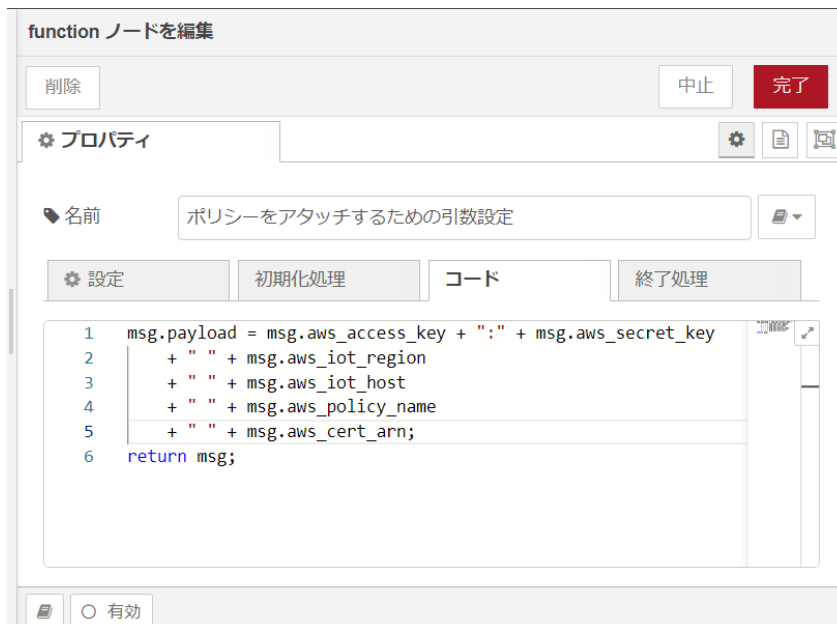 function ノードを編集
削除
中止
完了
プロパティ
名前
ポリシーをアタッチするための引数設定
設定
初期化処理
コード
終了処理
1 msg.payload = msg.aws_access_key + ":" + msg.aws_secret_key
2 + " " + msg.aws_iot_region
3 + " " + msg.aws_iot_host
4 + " " + msg.aws_policy_name
5 + " " + msg.aws_cert_arn;
6 return msg;
有効